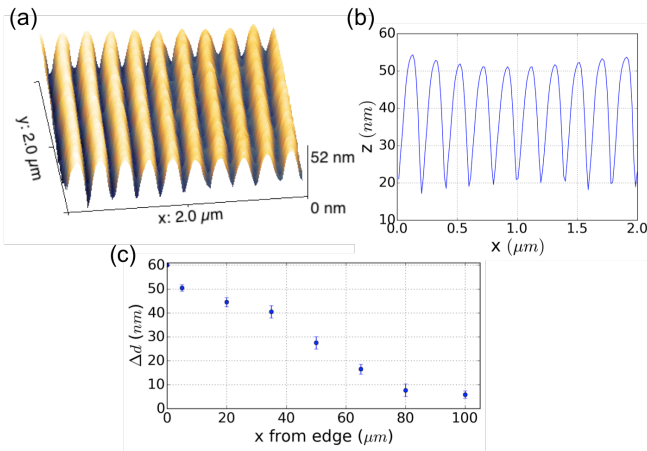 (a)
y: 2.0 μm
x: 2.0 μm
52 nm
0 nm
(b)
60
50
40
30
20
10
z (nm)
0.0 0.5 1.0 1.5 2.0
x (μm)
(c)
60
50
40
30
20
10
0
Δd (nm)
0 20 40 60 80 100
x from edge (μm)